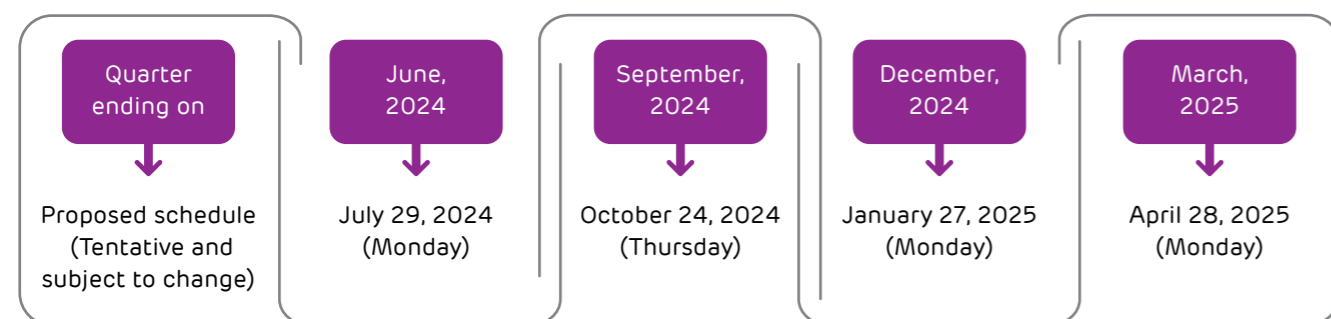 Quarter
ending on
Proposed schedule
(Tentative and
subject to change)
June,
2024
July 29, 2024
(Monday)
September,
2024
October 24, 2024
(Thursday)
December,
2024
January 27, 2025
(Monday)
March,
2025
April 28, 2025
(Monday)